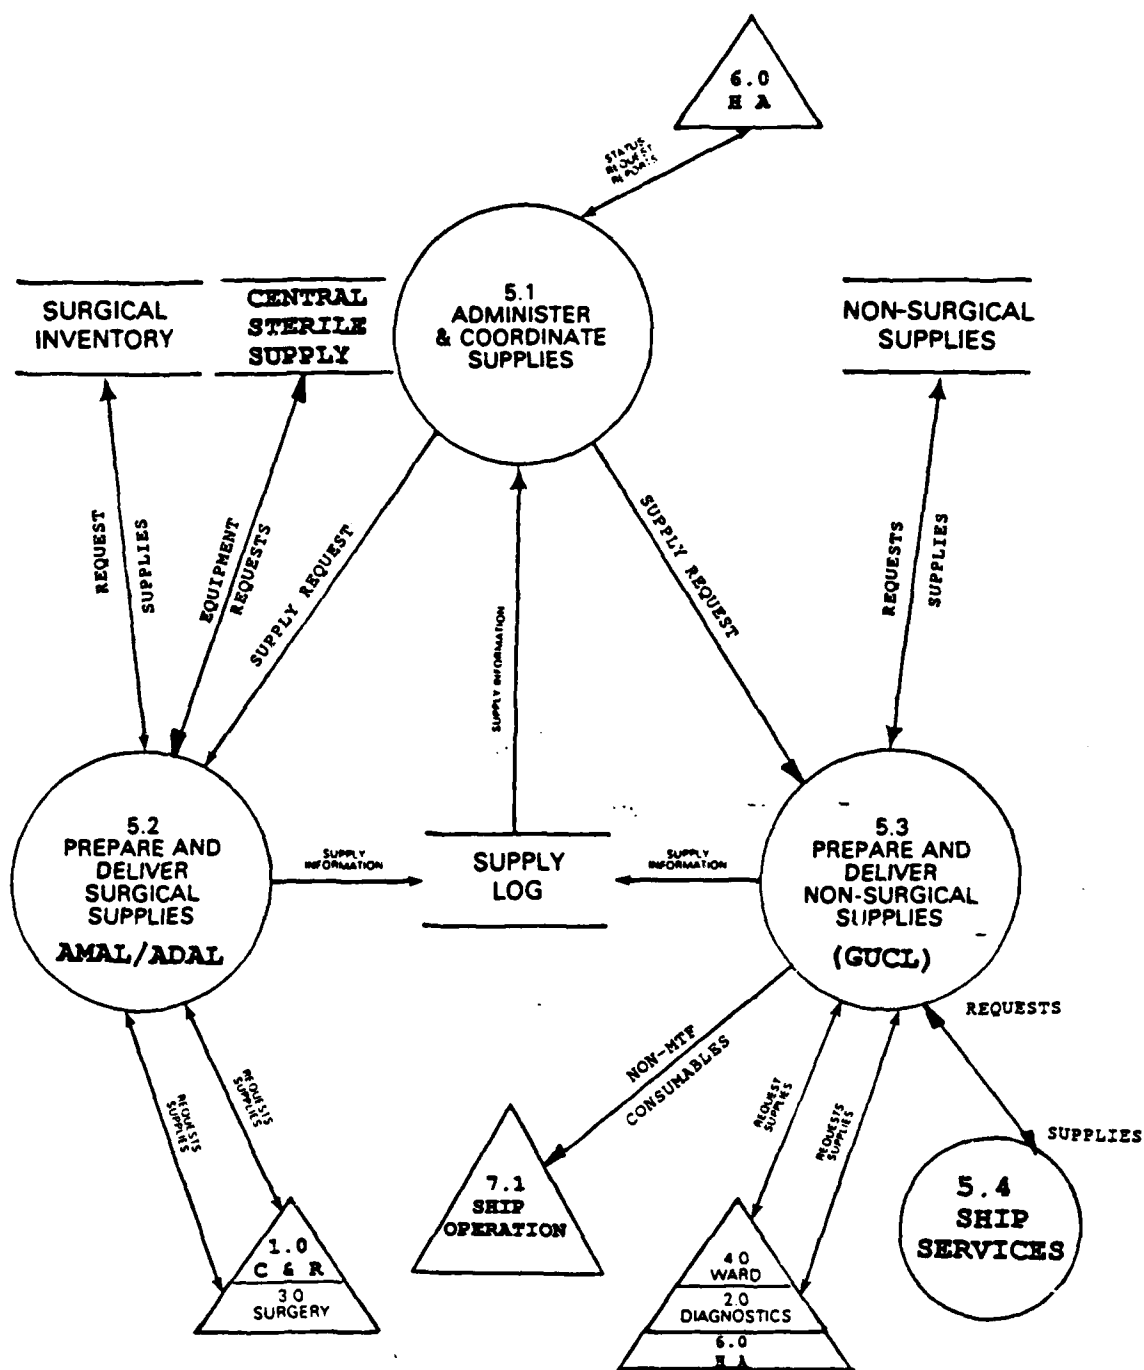 6.0
H A
STATUS
REQUEST
REPORTS
SURGICAL
INVENTORY
CENTRAL
STERILE
SUPPLY
5.1
ADMINISTER
& COORDINATE
SUPPLIES
NON-SURGICAL
SUPPLIES
REQUEST
SUPPLIES
EQUIPMENT
REQUESTS
SUPPLY REQUEST
SUPPLY INFORMATION
SUPPLY REQUEST
REQUESTS
SUPPLIES
5.2
PREPARE AND
DELIVER
SURGICAL
SUPPLIES
AMAL/ADAL
SUPPLY
INFORMATION
SUPPLY
LOG
SUPPLY
INFORMATION
5.3
PREPARE AND
DELIVER
NON-SURGICAL
SUPPLIES
(GUCL)
REQUESTS
SUPPLIES
REQUESTS
SUPPLIES
NON-MTF
CONSUMABLES
REQUEST
SUPPLIES
REQUESTS
SUPPLIES
REQUESTS
SUPPLIES
1.0
C & R
3.0
SURGERY
7.1
SHIP
OPERATION
4.0
WARD
2.0
DIAGNOSTICS
6.0
H A
5.4
SHIP
SERVICES